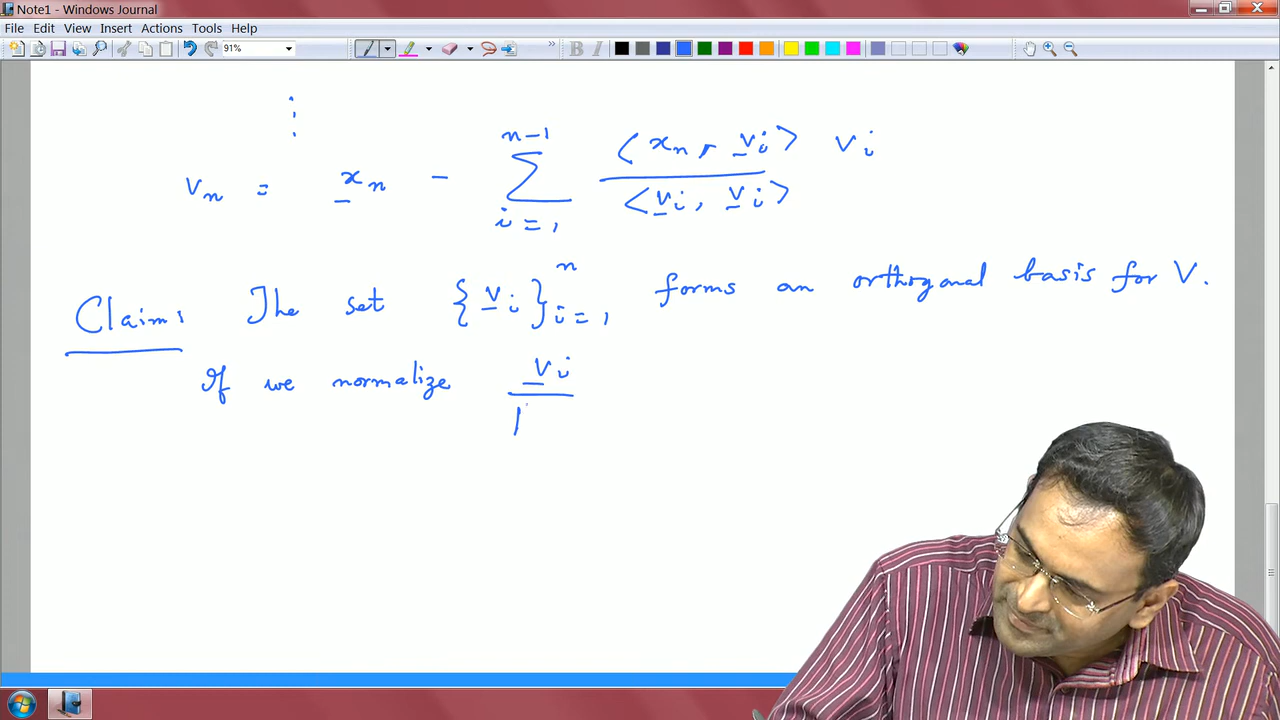 Note1 - Windows Journal
File Edit View Insert Actions Tools Help
91%
⋮
vₙ = xₙ - Σ_{i=1}^{n-1} <xₙ, vᵢ> / <vᵢ, vᵢ> vᵢ
Claim: The set {vᵢ}_{i=1}^{n} forms an orthogonal basis for V.
If we normalize vᵢ / |